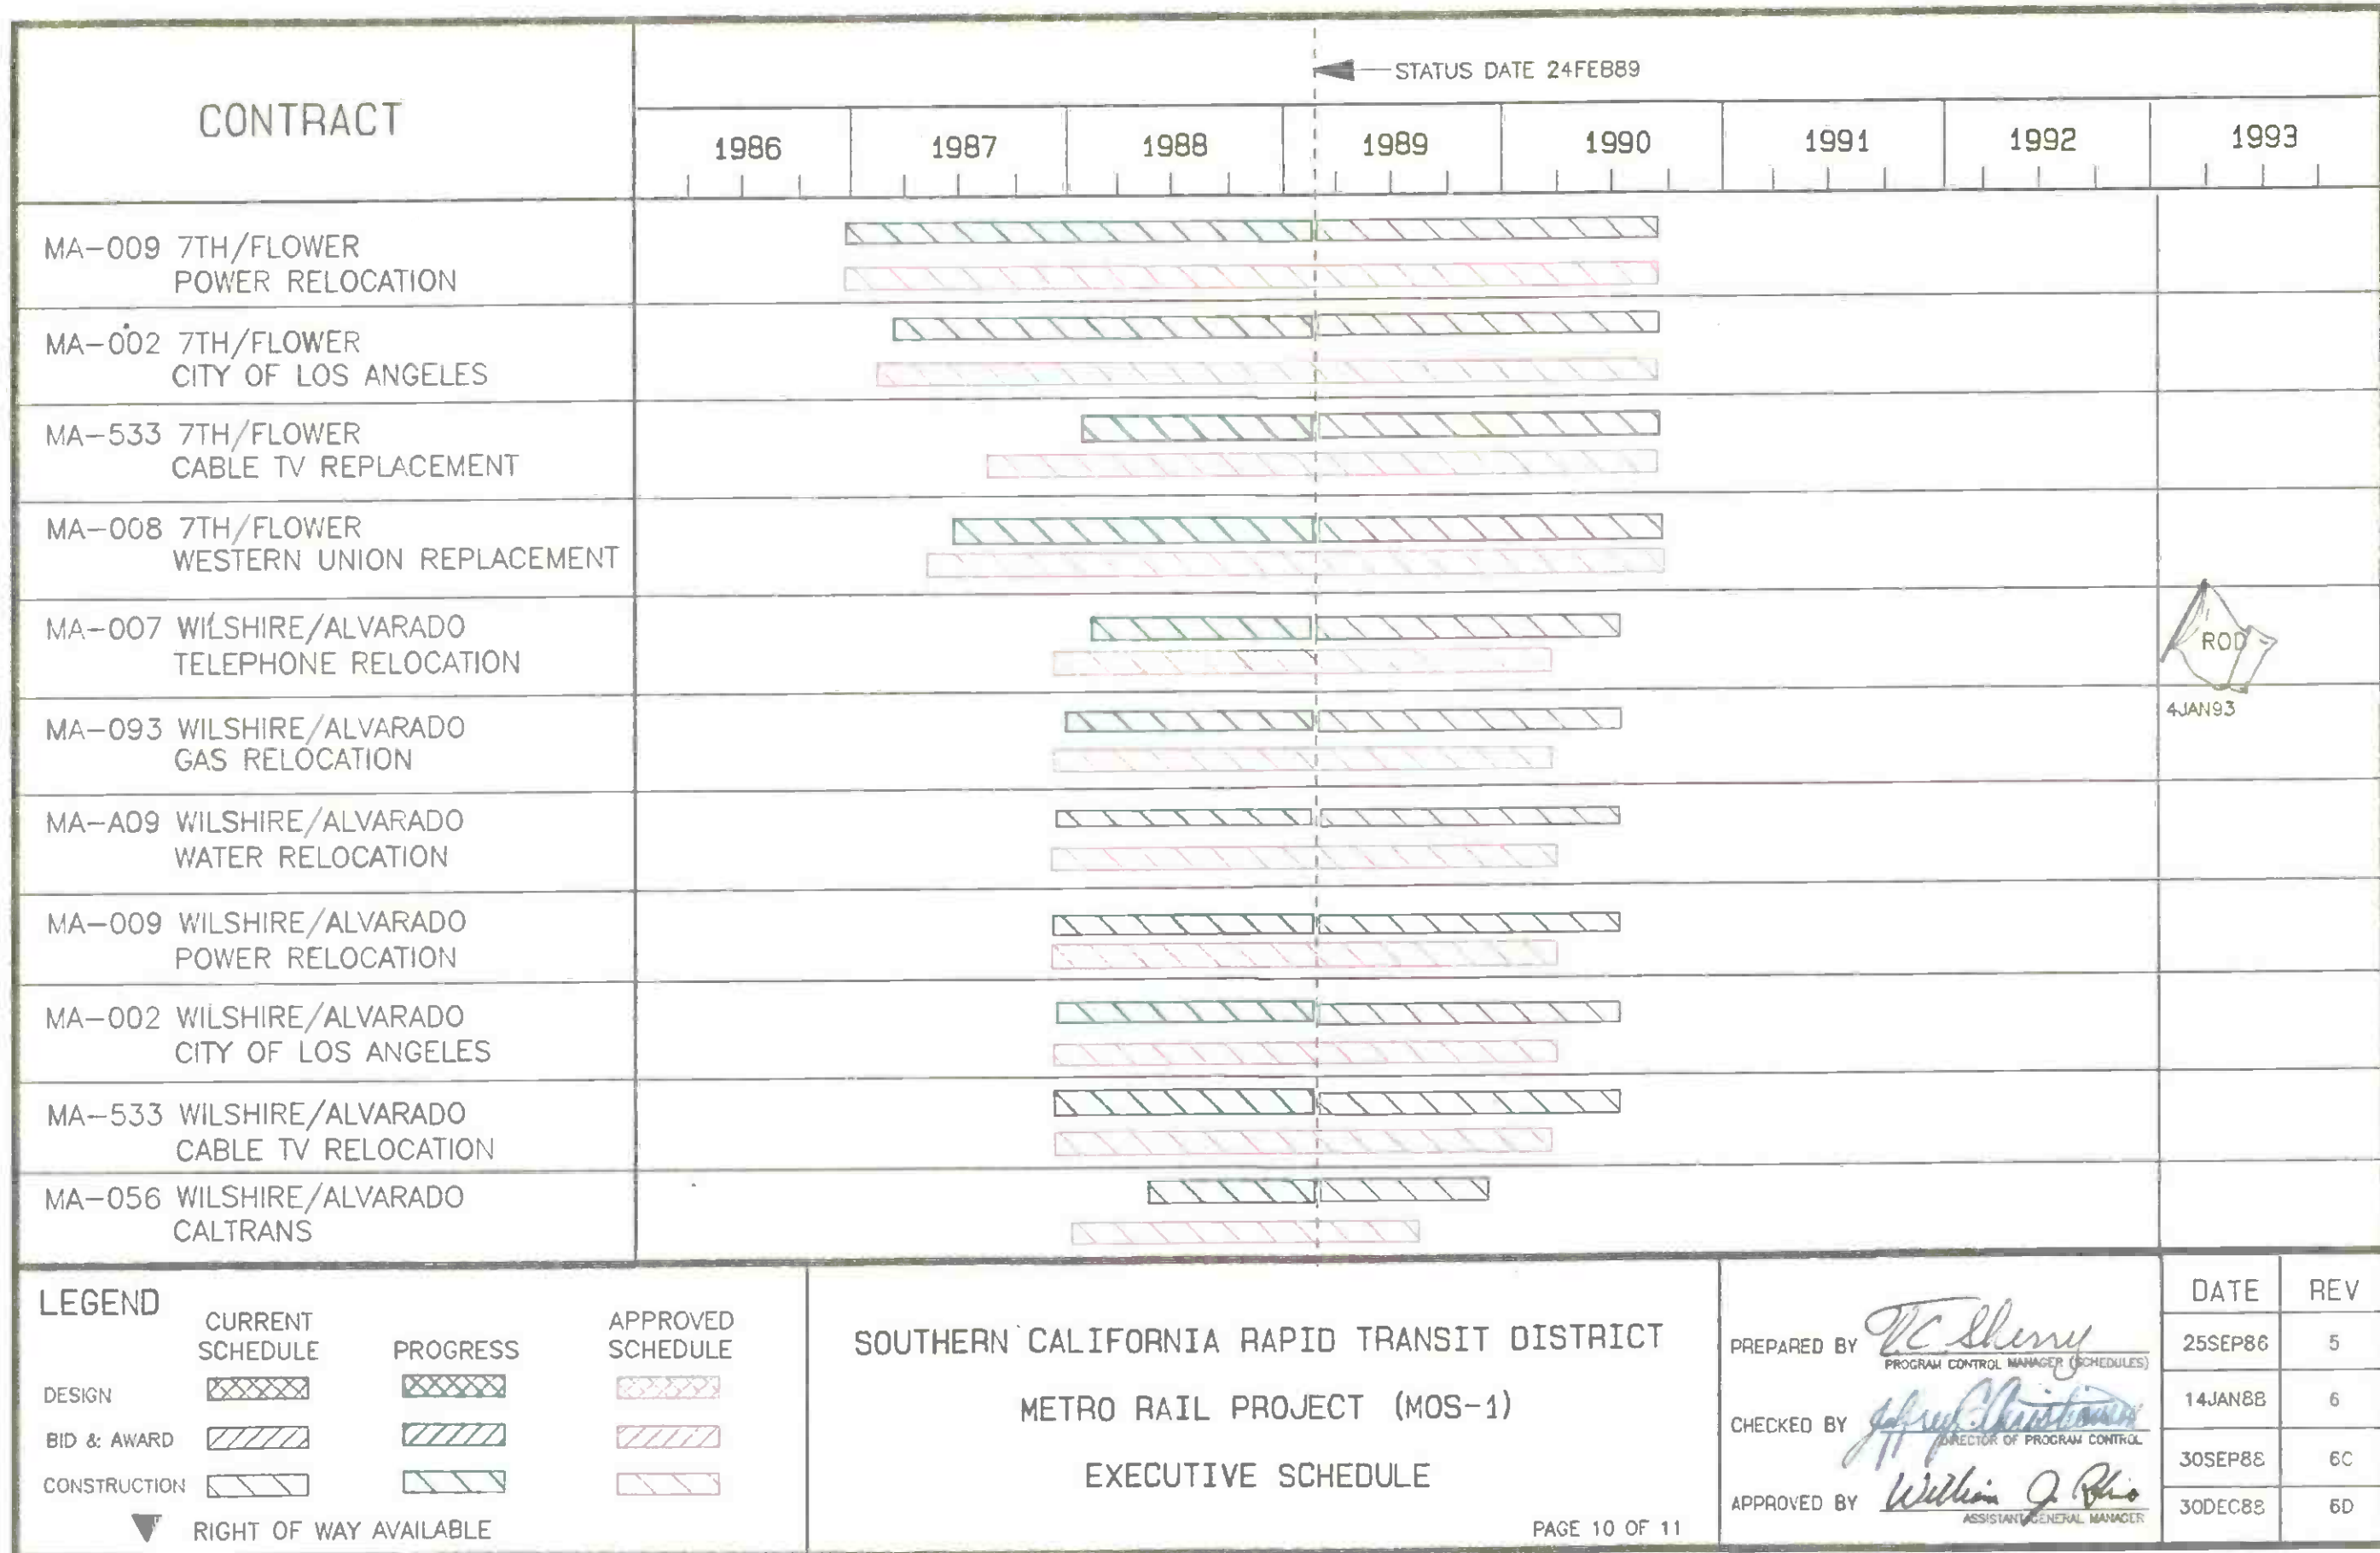 STATUS DATE 24FEB89
CONTRACT
1986 1987 1988 1989 1990 1991 1992 1993
MA-009 7TH/FLOWER
POWER RELOCATION
MA-002 7TH/FLOWER
CITY OF LOS ANGELES
MA-533 7TH/FLOWER
CABLE TV REPLACEMENT
MA-008 7TH/FLOWER
WESTERN UNION REPLACEMENT
MA-007 WILSHIRE/ALVARADO
TELEPHONE RELOCATION
ROD
4JAN93
MA-093 WILSHIRE/ALVARADO
GAS RELOCATION
MA-A09 WILSHIRE/ALVARADO
WATER RELOCATION
MA-009 WILSHIRE/ALVARADO
POWER RELOCATION
MA-002 WILSHIRE/ALVARADO
CITY OF LOS ANGELES
MA-533 WILSHIRE/ALVARADO
CABLE TV RELOCATION
MA-056 WILSHIRE/ALVARADO
CALTRANS
LEGEND
CURRENT SCHEDULE
PROGRESS
APPROVED SCHEDULE
DESIGN
BID & AWARD
CONSTRUCTION
RIGHT OF WAY AVAILABLE
SOUTHERN CALIFORNIA RAPID TRANSIT DISTRICT
METRO RAIL PROJECT (MOS-1)
EXECUTIVE SCHEDULE
PAGE 10 OF 11
PREPARED BY
PROGRAM CONTROL MANAGER (SCHEDULES)
CHECKED BY
DIRECTOR OF PROGRAM CONTROL
APPROVED BY William J.
ASSISTANT GENERAL MANAGER
DATE REV
25SEP86 5
14JAN88 6
30SEP88 6C
30DEC88 6D